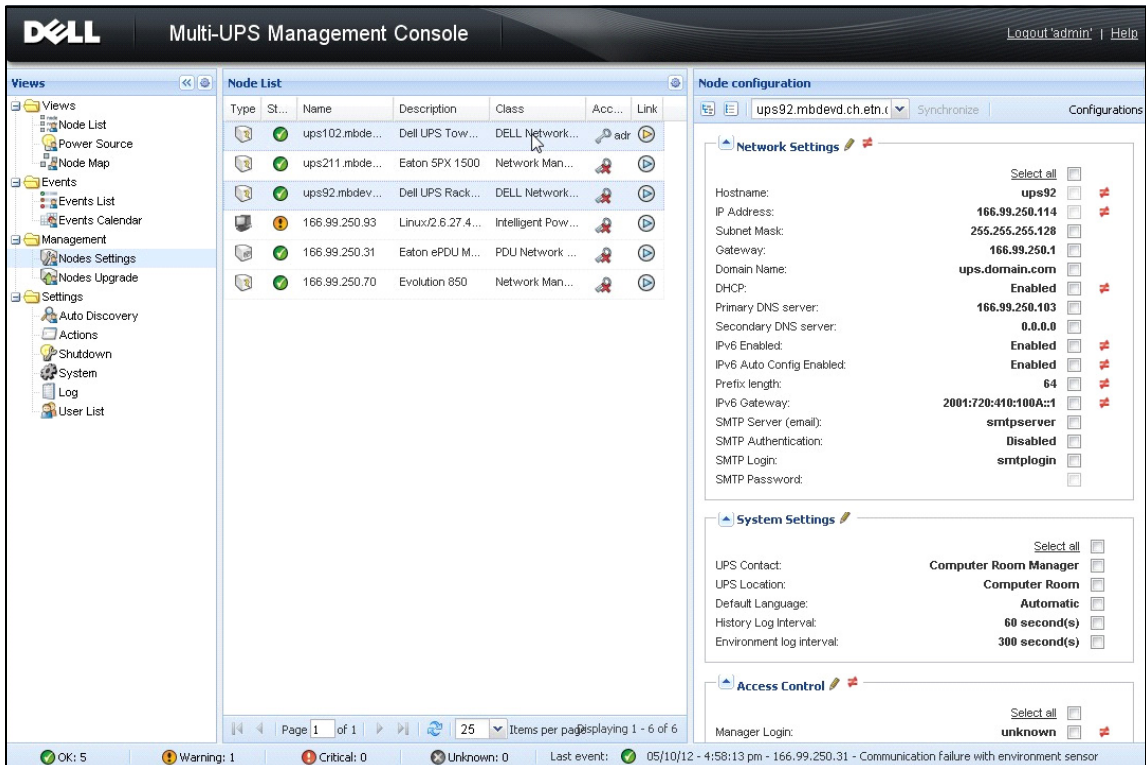 DELL Multi-UPS Management Console Logout 'admin' | Help
Views
Views
Node List
Power Source
Node Map
Events
Events List
Events Calendar
Management
Nodes Settings
Nodes Upgrade
Settings
Auto Discovery
Actions
Shutdown
System
Log
User List
Node List
Type St... Name Description Class Acc... Link
ups102.mbde... Dell UPS Tow... DELL Network... adr
ups211.mbde... Eaton 5PX 1500 Network Man...
ups92.mbdev... Dell UPS Rack... DELL Network...
166.99.250.93 Linux/2.6.27.4... Intelligent Pow...
166.99.250.31 Eaton ePDU M... PDU Network ...
166.99.250.70 Evolution 850 Network Man...
Page 1 of 1 25 Items per page Displaying 1 - 6 of 6
Node configuration
ups92.mbdevd.ch.etn.c Synchronize Configurations
Network Settings
Select all
Hostname: ups92
IP Address: 166.99.250.114
Subnet Mask: 255.255.255.128
Gateway: 166.99.250.1
Domain Name: ups.domain.com
DHCP: Enabled
Primary DNS server: 166.99.250.103
Secondary DNS server: 0.0.0.0
IPv6 Enabled: Enabled
IPv6 Auto Config Enabled: Enabled
Prefix length: 64
IPv6 Gateway: 2001:720:410:100A::1
SMTP Server (email): smtpserver
SMTP Authentication: Disabled
SMTP Login: smtplogin
SMTP Password:
System Settings
Select all
UPS Contact: Computer Room Manager
UPS Location: Computer Room
Default Language: Automatic
History Log Interval: 60 second(s)
Environment log interval: 300 second(s)
Access Control
Select all
Manager Login: unknown
OK: 5 Warning: 1 Critical: 0 Unknown: 0 Last event: 05/10/12 - 4:58:13 pm - 166.99.250.31 - Communication failure with environment sensor